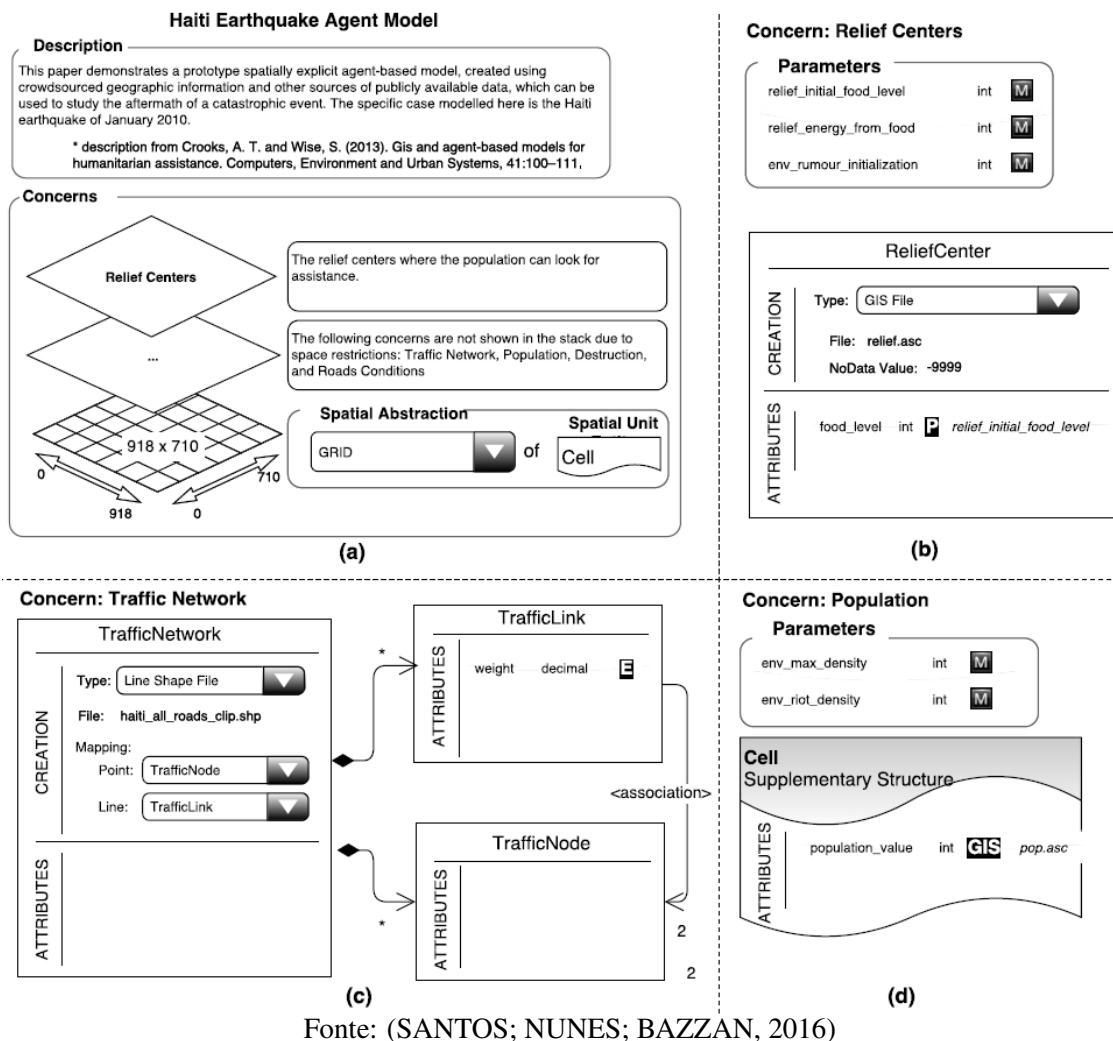 Haiti Earthquake Agent Model
Description
This paper demonstrates a prototype spatially explicit agent-based model, created using
crowdsourced geographic information and other sources of publicly available data, which can be
used to study the aftermath of a catastrophic event. The specific case modelled here is the Haiti
earthquake of January 2010.
* description from Crooks, A. T. and Wise, S. (2013). Gis and agent-based models for
humanitarian assistance. Computers, Environment and Urban Systems, 41:100–111.
Concerns
Relief Centers
The relief centers where the population can look for
assistance.
...
The following concerns are not shown in the stack due to
space restrictions: Traffic Network, Population, Destruction,
and Roads Conditions
918 x 710
0
918
0
710
Spatial Abstraction
GRID
of
Spatial Unit
Cell
(a)
Concern: Relief Centers
Parameters
relief_initial_food_level int M
relief_energy_from_food int M
env_rumour_initialization int M
ReliefCenter
CREATION
Type: GIS File
File: relief.asc
NoData Value: -9999
ATTRIBUTES
food_level int P relief_initial_food_level
(b)
Concern: Traffic Network
TrafficNetwork
CREATION
Type: Line Shape File
File: haiti_all_roads_clip.shp
Mapping:
Point: TrafficNode
Line: TrafficLink
ATTRIBUTES
*
*
TrafficLink
ATTRIBUTES
weight decimal E
<association>
TrafficNode
ATTRIBUTES
2
2
(c)
Concern: Population
Parameters
env_max_density int M
env_riot_density int M
Cell
Supplementary Structure
ATTRIBUTES
population_value int GIS pop.asc
(d)
Fonte: (SANTOS; NUNES; BAZZAN, 2016)